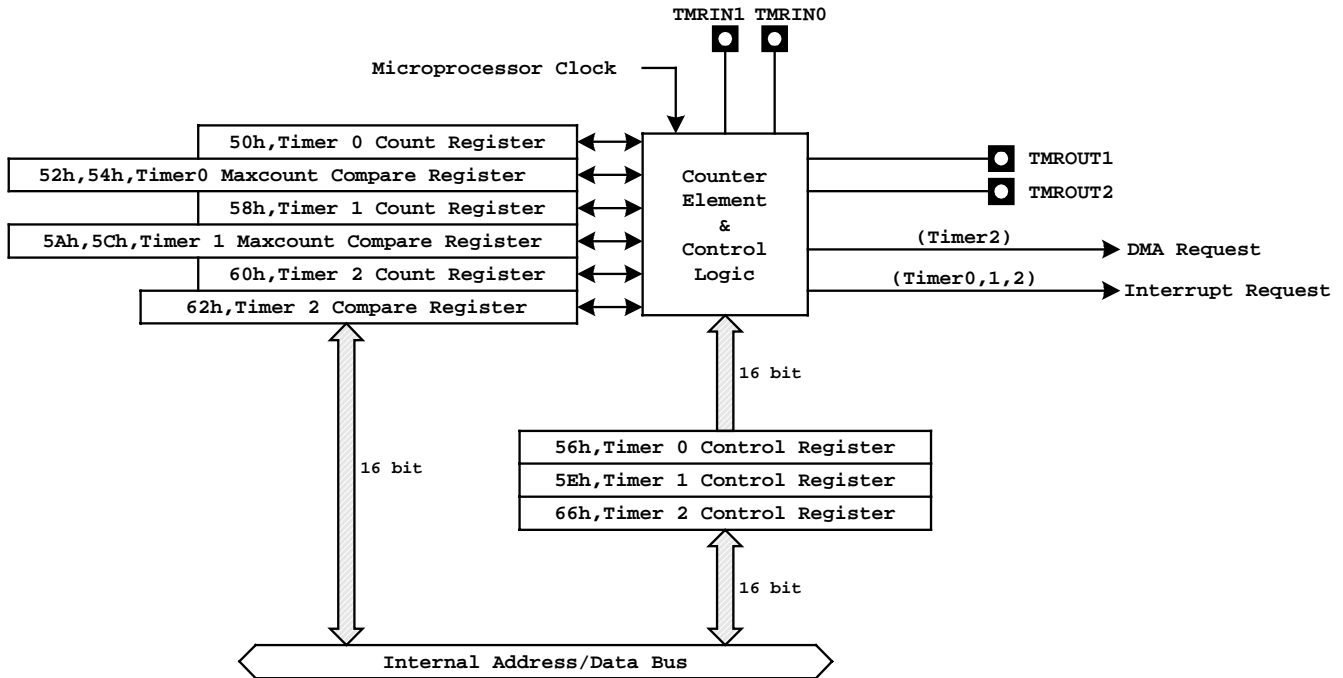 TMRIN1 TMRIN0
Microprocessor Clock
50h,Timer 0 Count Register
52h,54h,Timer0 Maxcount Compare Register
58h,Timer 1 Count Register
5Ah,5Ch,Timer 1 Maxcount Compare Register
60h,Timer 2 Count Register
62h,Timer 2 Compare Register
Counter
Element
&
Control
Logic
TMROUT1
TMROUT2
(Timer2)
DMA Request
(Timer0,1,2)
Interrupt Request
16 bit
56h,Timer 0 Control Register
5Eh,Timer 1 Control Register
66h,Timer 2 Control Register
16 bit
16 bit
Internal Address/Data Bus